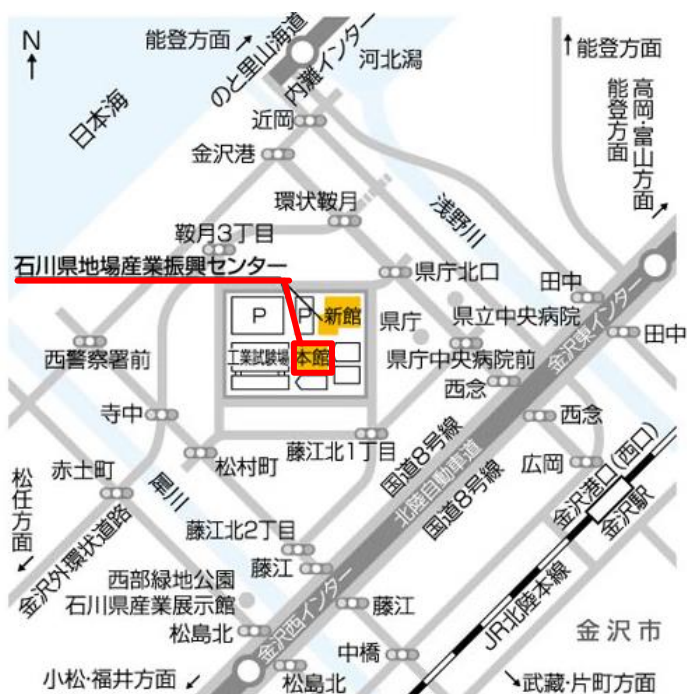 N
能登方面
のと里山海道
内灘インター
河北潟
能登方面
日本海
高岡・富山方面
能登方面
近岡
金沢港
環状鞍月
浅野川
鞍月3丁目
石川県地場産業振興センター
県庁北口
田中
P
P
新館
県庁
県立中央病院
金沢東インター
田中
西警察署前
工業試験場
本館
県庁中央病院前
西念
寺中
西念
藤江北1丁目
国道8号線
北陸自動車道
国道8号線
松村町
広岡
金沢港口(西口)
金沢駅
赤土町
松任方面
犀川
金沢外環状道路
藤江北2丁目
藤江
西部緑地公園
石川県産業展示館
藤江
JR北陸本線
松島北
金沢西インター
金沢市
中橋
小松・福井方面
松島北
武蔵・片町方面